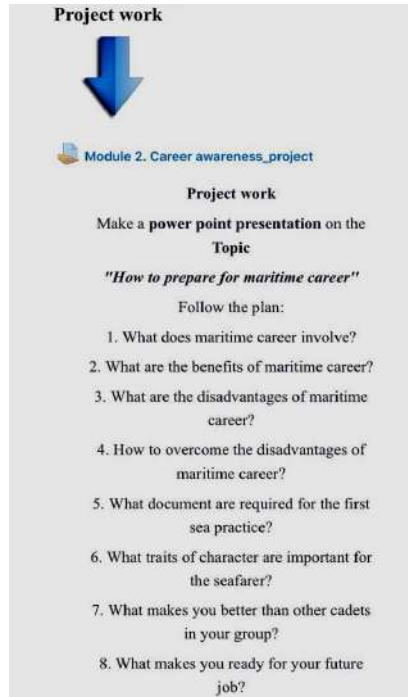 Project work
Module 2. Career awareness_project
Project work
Make a power point presentation on the
Topic
"How to prepare for maritime career"
Follow the plan:
1. What does maritime career involve?
2. What are the benefits of maritime career?
3. What are the disadvantages of maritime
career?
4. How to overcome the disadvantages of
maritime career?
5. What document are required for the first
sea practice?
6. What traits of character are important for
the seafarer?
7. What makes you better than other cadets
in your group?
8. What makes you ready for your future
job?